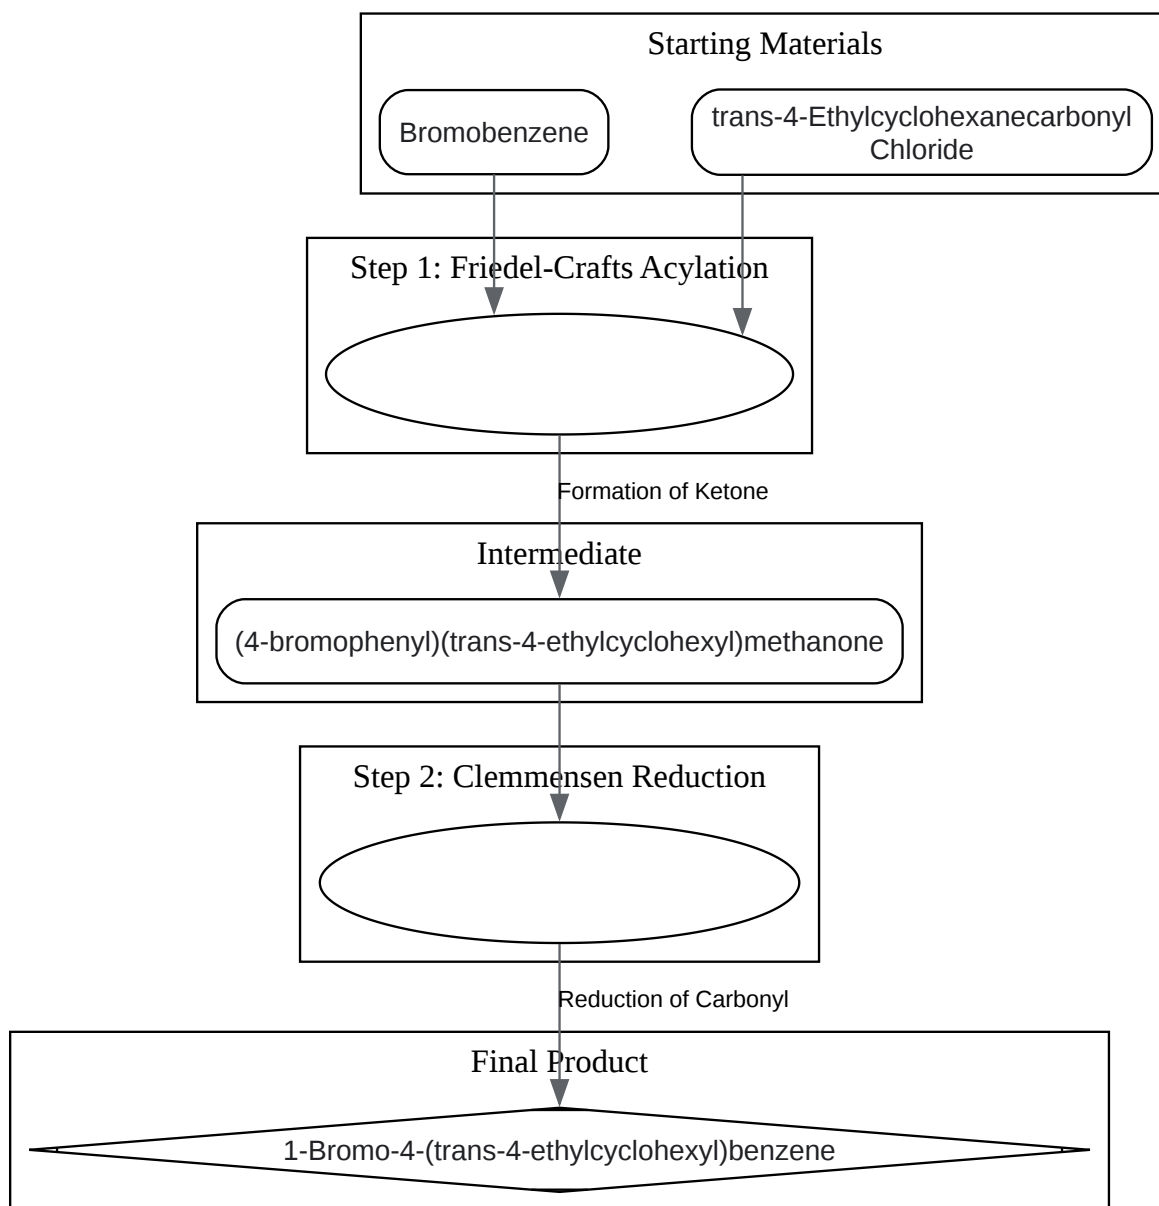 Starting Materials
Bromobenzene
trans-4-Ethylcyclohexanecarbonyl
Chloride
Step 1: Friedel-Crafts Acylation
Formation of Ketone
Intermediate
(4-bromophenyl)(trans-4-ethylcyclohexyl)methanone
Step 2: Clemmensen Reduction
Reduction of Carbonyl
Final Product
1-Bromo-4-(trans-4-ethylcyclohexyl)benzene